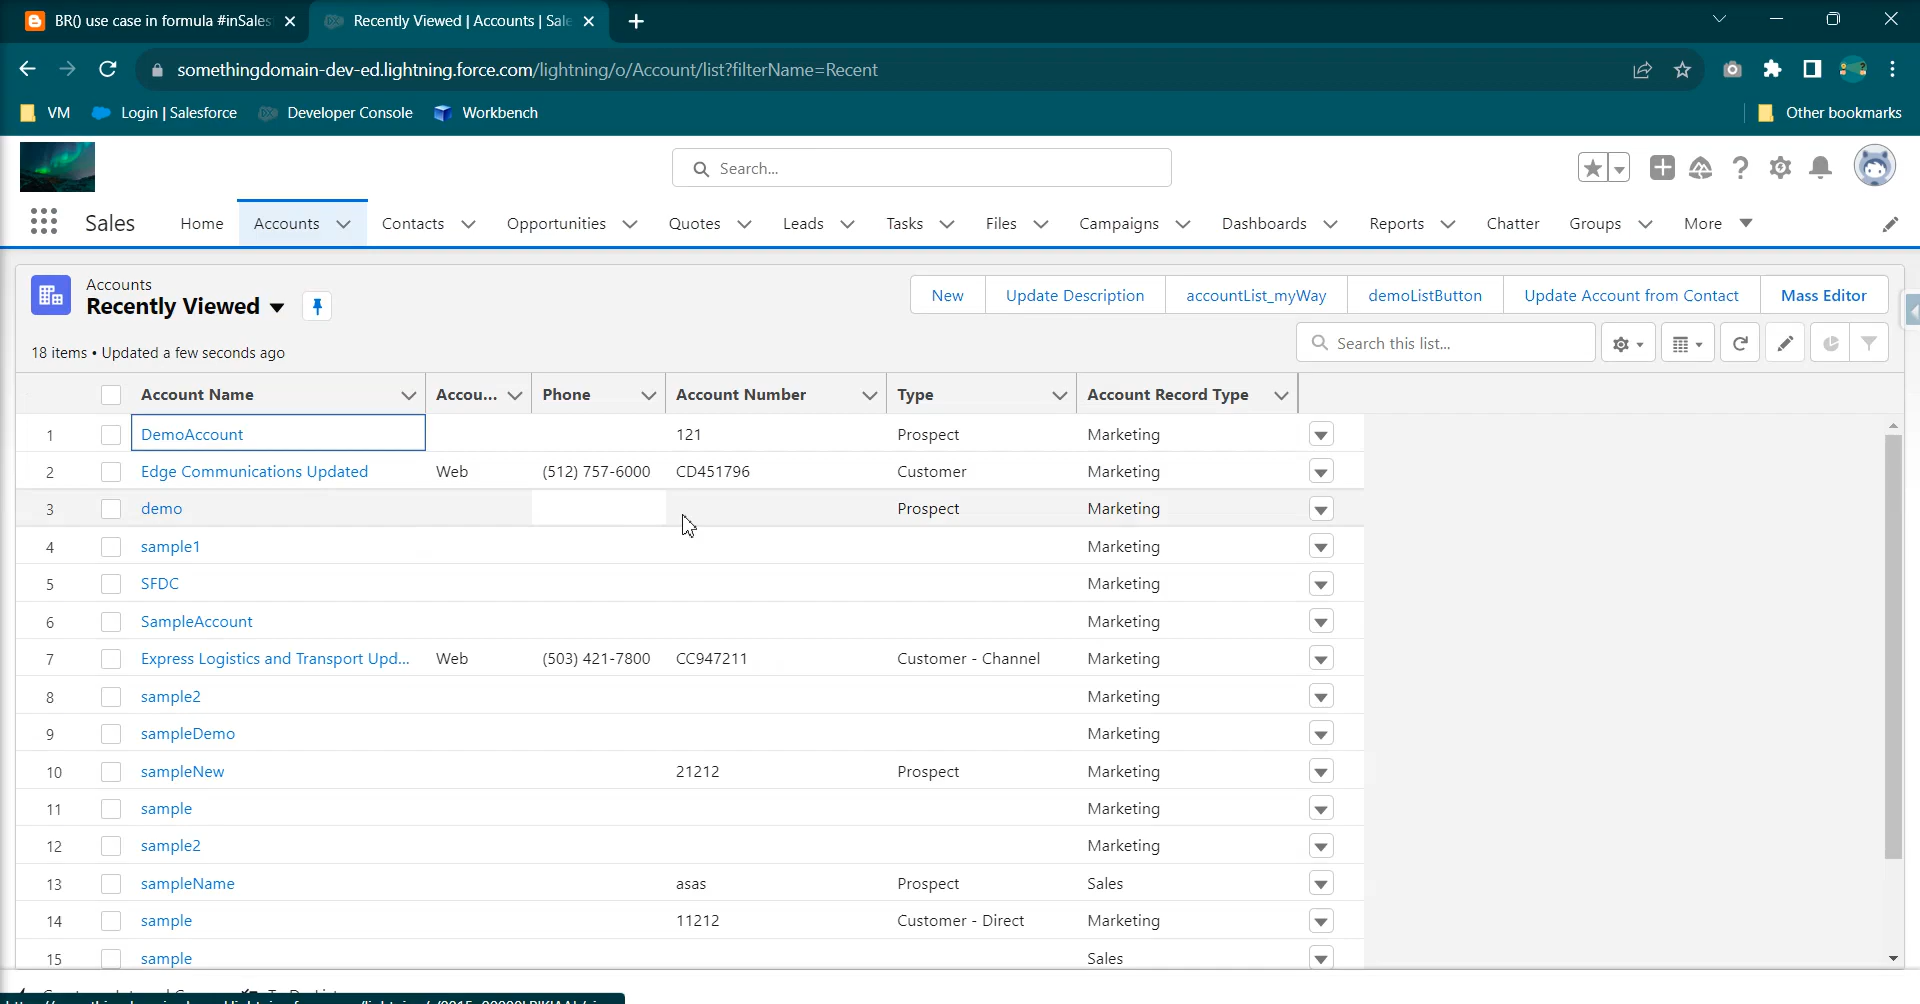 BR() use case in formula #inSales
Recently Viewed | Accounts | Sale
somethingdomain-dev-ed.lightning.force.com/lightning/o/Account/list?filterName=Recent
VM Login | Salesforce Developer Console Workbench Other bookmarks
Search...
Sales Home Accounts Contacts Opportunities Quotes Leads Tasks Files Campaigns Dashboards Reports Chatter Groups More
Accounts
Recently Viewed
New Update Description accountList_myWay demoListButton Update Account from Contact Mass Editor
18 items • Updated a few seconds ago
Search this list...
Account Name Accou... Phone Account Number Type Account Record Type
1 DemoAccount 121 Prospect Marketing
2 Edge Communications Updated Web (512) 757-6000 CD451796 Customer Marketing
3 demo Prospect Marketing
4 sample1 Marketing
5 SFDC Marketing
6 SampleAccount Marketing
7 Express Logistics and Transport Upd... Web (503) 421-7800 CC947211 Customer - Channel Marketing
8 sample2 Marketing
9 sampleDemo Marketing
10 sampleNew 21212 Prospect Marketing
11 sample Marketing
12 sample2 Marketing
13 sampleName asas Prospect Sales
14 sample 11212 Customer - Direct Marketing
15 sample Sales